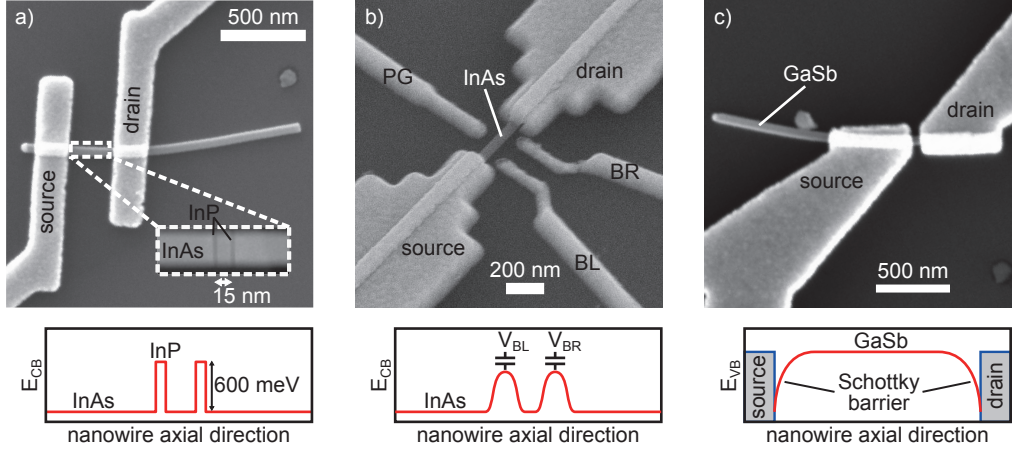 a)
500 nm
drain
source
InP
InAs
15 nm
b)
PG
InAs
drain
BR
source
BL
200 nm
c)
GaSb
drain
source
500 nm
E_CB
InP
600 meV
InAs
nanowire axial direction
E_CB
V_BL
V_BR
InAs
nanowire axial direction
E_VB
source
GaSb
Schottky
barrier
drain
nanowire axial direction